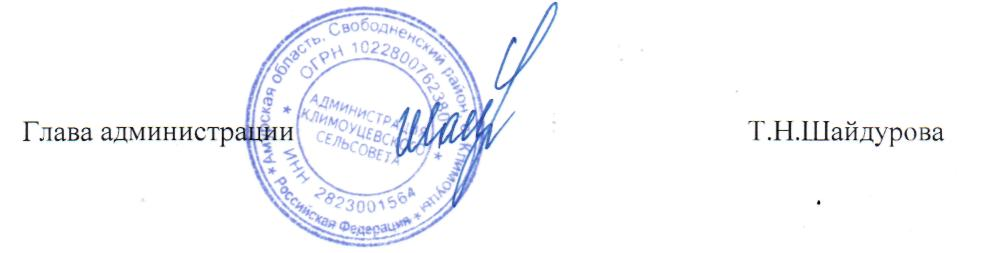 Глава администрации Т.Н.Шайдурова
Российская Федерация * Амурская область, Свободненский район
ОГРН 1022800762380
ИНН 2823001564
АДМИНИСТРАЦИЯ
КЛИМОУЦЕВСКОГО
СЕЛЬСОВЕТА